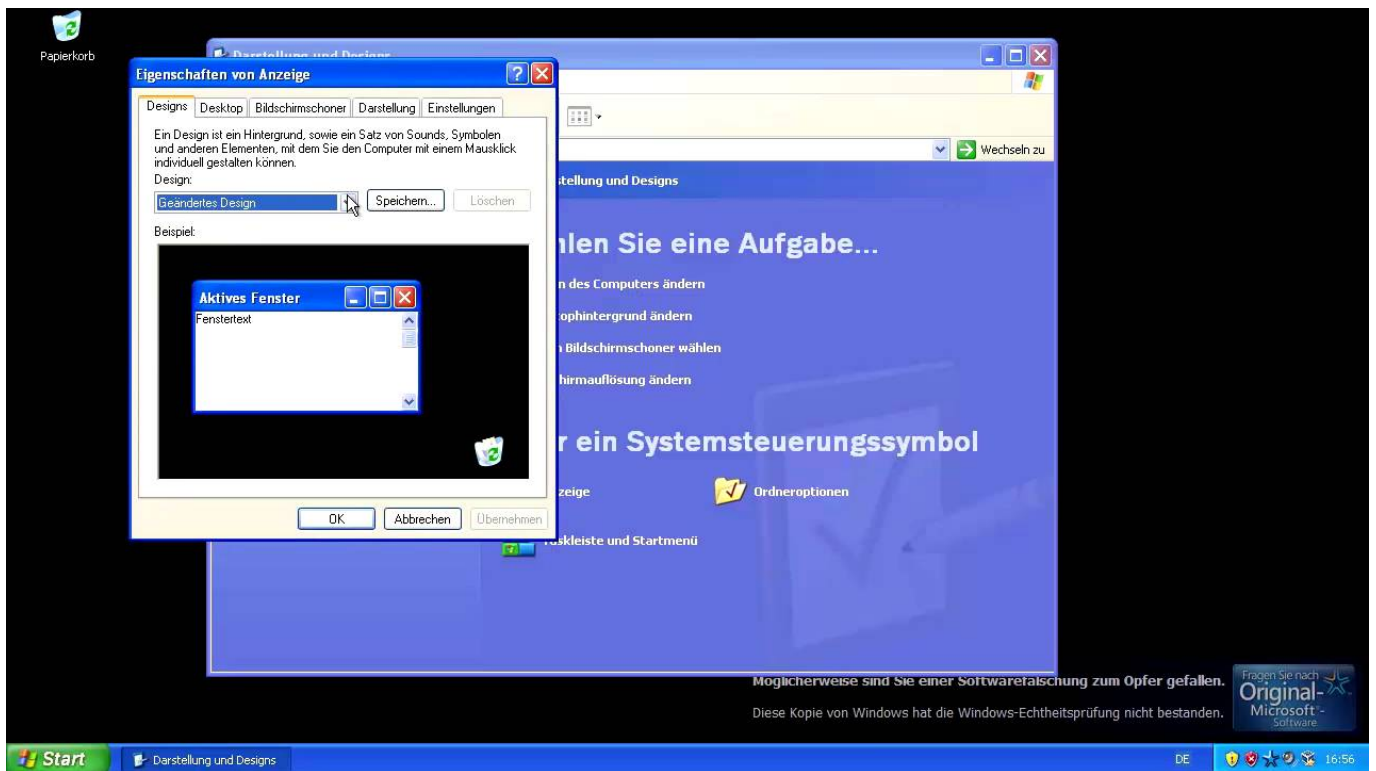 Papierkorb
Darstellung und Designs
Eigenschaften von Anzeige
Designs
Desktop
Bildschirmschoner
Darstellung
Einstellungen
Ein Design ist ein Hintergrund, sowie ein Satz von Sounds, Symbolen
und anderen Elementen, mit dem Sie den Computer mit einem Mausklick
individuell gestalten können.
Design:
Geändertes Design
Speichern...
Löschen
Beispiel:
Aktives Fenster
Fenstertext
OK
Abbrechen
Übernehmen
Wechseln zu
stellung und Designs
hlen Sie eine Aufgabe...
n des Computers ändern
ophintergrund ändern
n Bildschirmschoner wählen
hirmauflösung ändern
r ein Systemsteuerungssymbol
zeige
Ordneroptionen
Taskleiste und Startmenü
Möglicherweise sind Sie einer Softwarefälschung zum Opfer gefallen.
Diese Kopie von Windows hat die Windows-Echtheitsprüfung nicht bestanden.
Fragen Sie nach
Original-
Microsoft®-
Software
Start
Darstellung und Designs
DE
16:56